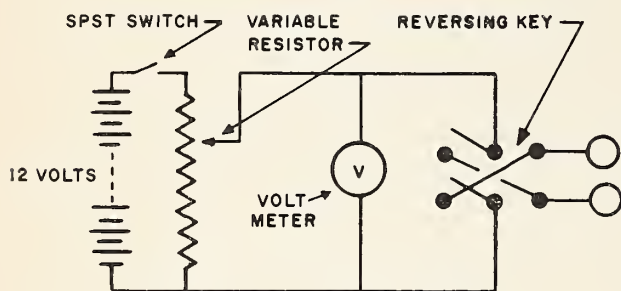 SPST SWITCH
VARIABLE
RESISTOR
REVERSING KEY
12 VOLTS
V
VOLT
METER